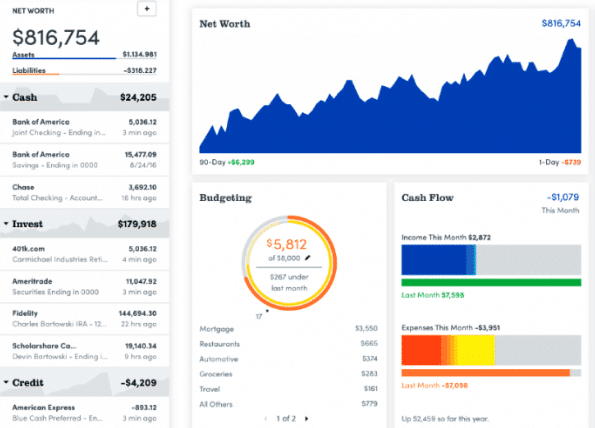 NET WORTH
+
$816,754
Assets $1,134,981
Liabilities -$318,227
Cash $24,205
Bank of America 5,036.12
Joint Checking - Ending in... 3 min ago
Bank of America 15,477.09
Savings - Ending in 0000 8/24/16
Chase 3,692.10
Total Checking - Account... 16 hrs ago
Invest $179,918
401k.com 5,036.12
Carmichael Industries Reti... 4 min ago
Ameritrade 11,047.92
Securities Ending in 0000 3 min ago
Fidelity 144,694.30
Charles Bartowski IRA - 12... 22 hrs ago
Scholarshare Ca... 19,140.34
Devin Bartowski - Ending i... 9 hrs ago
Credit -$4,209
American Express -893.12
Blue Cash Preferred - En... 3 min ago
Net Worth $816,754
90-Day +$6,299 1-Day -$739
Budgeting
$5,812
of $8,000
$267 under
last month
17
Mortgage $3,550
Restaurants $665
Automotive $374
Groceries $283
Travel $161
All Others $779
1 of 2
Cash Flow -$1,079
This Month
Income This Month $2,872
Last Month $7,593
Expenses This Month -$3,951
Last Month -$7,098
Up $2,459 so far this year.